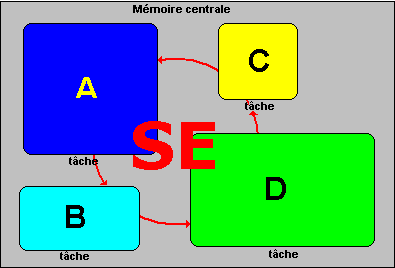 Mémoire centrale
A
C
tâche
tâche
SE
B
D
tâche
tâche